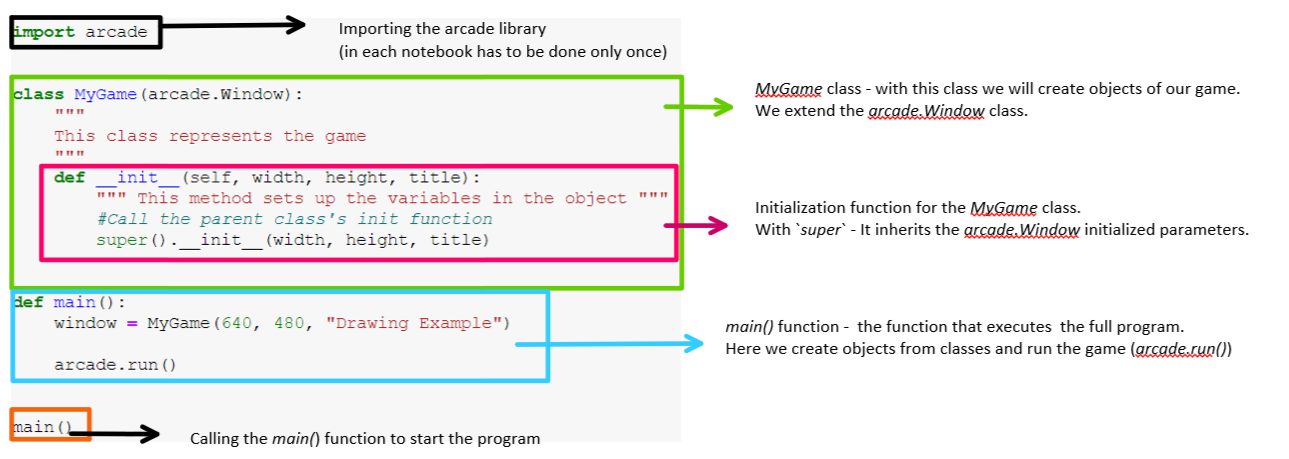 import arcade
Importing the arcade library
(in each notebook has to be done only once)
class MyGame(arcade.Window):
"""
This class represents the game
"""
def __init__(self, width, height, title):
""" This method sets up the variables in the object """
#Call the parent class's init function
super().__init__(width, height, title)
MyGame class - with this class we will create objects of our game.
We extend the arcade.Window class.
Initialization function for the MyGame class.
With `super` - It inherits the arcade.Window initialized parameters.
def main():
window = MyGame(640, 480, "Drawing Example")
arcade.run()
main() function - the function that executes the full program.
Here we create objects from classes and run the game (arcade.run())
main()
Calling the main() function to start the program